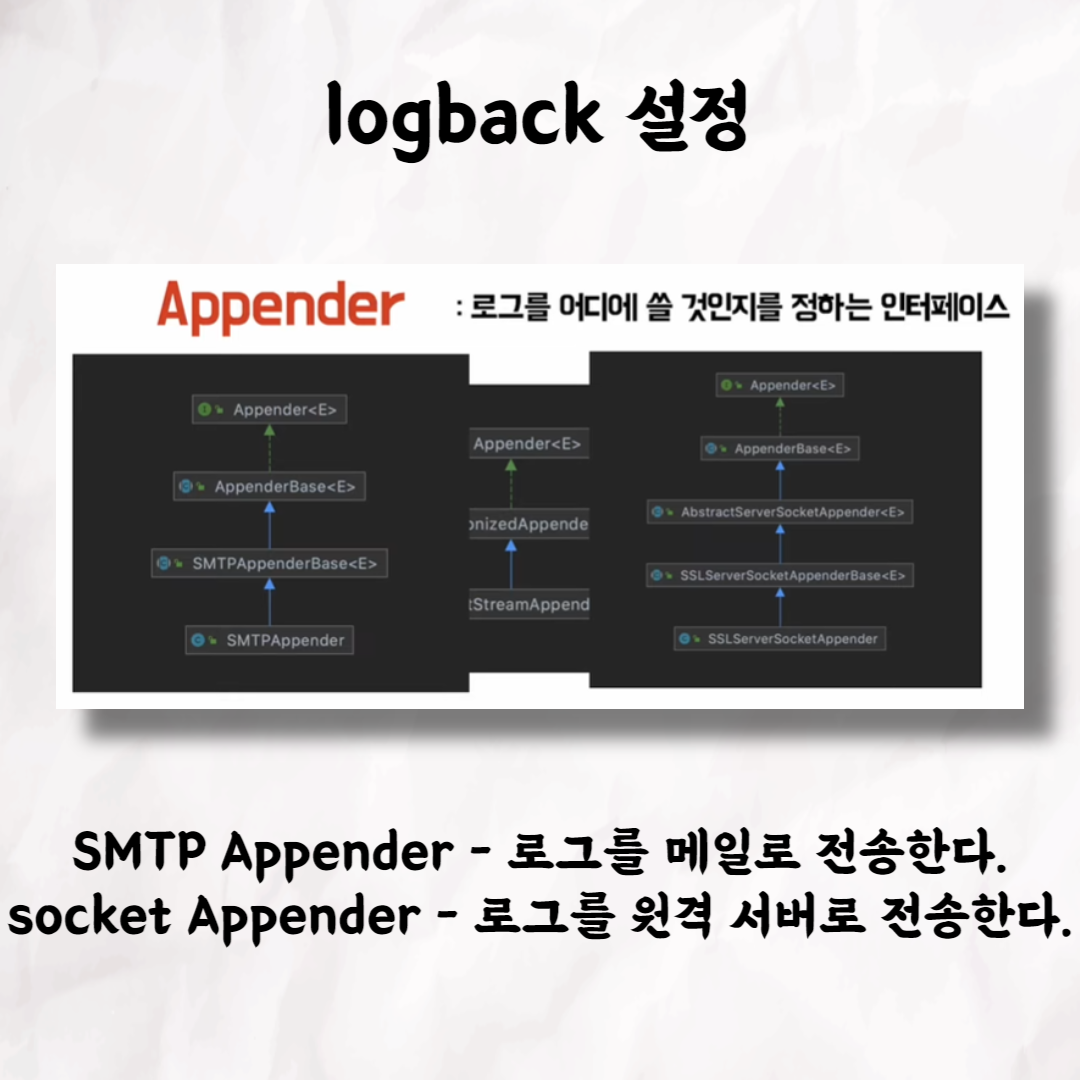 logback 설정
Appender : 로그를 어디에 쓸 것인지를 정하는 인터페이스
Appender<E>
AppenderBase<E>
SMTPAppenderBase<E>
SMTPAppender
Appender<E>
onizedAppende
tStreamAppend
Appender<E>
AppenderBase<E>
AbstractServerSocketAppender<E>
SSLServerSocketAppenderBase<E>
SSLServerSocketAppender
SMTP Appender - 로그를 메일로 전송한다.
socket Appender - 로그를 원격 서버로 전송한다.